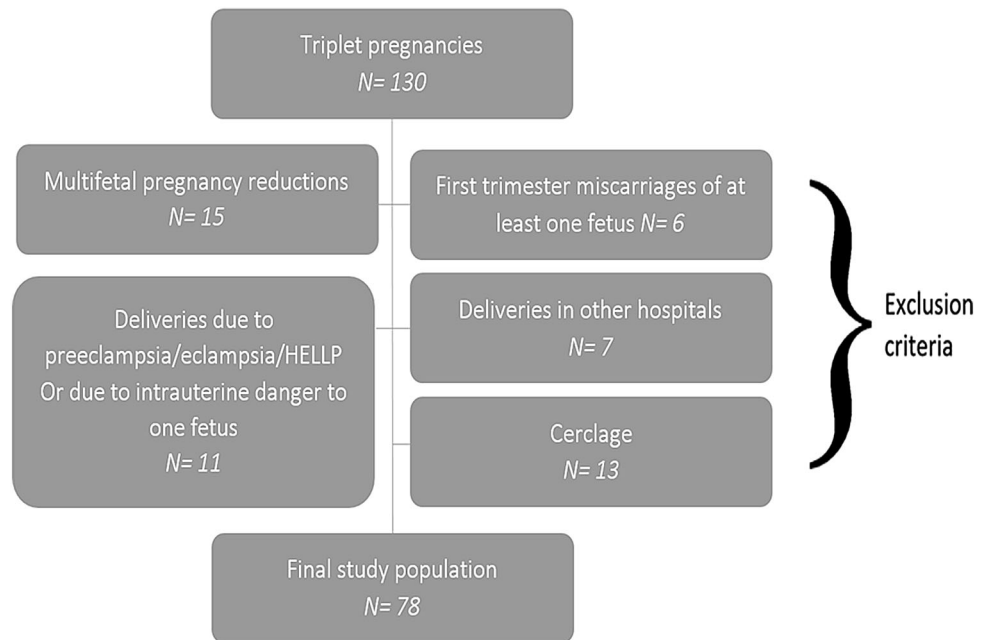 Triplet pregnancies
N= 130
Multifetal pregnancy reductions
N= 15
First trimester miscarriages of at
least one fetus N= 6
Deliveries due to
preeclampsia/eclampsia/HELLP
Or due to intrauterine danger to
one fetus
N= 11
Deliveries in other hospitals
N= 7
Cerclage
N= 13
Exclusion
criteria
Final study population
N= 78